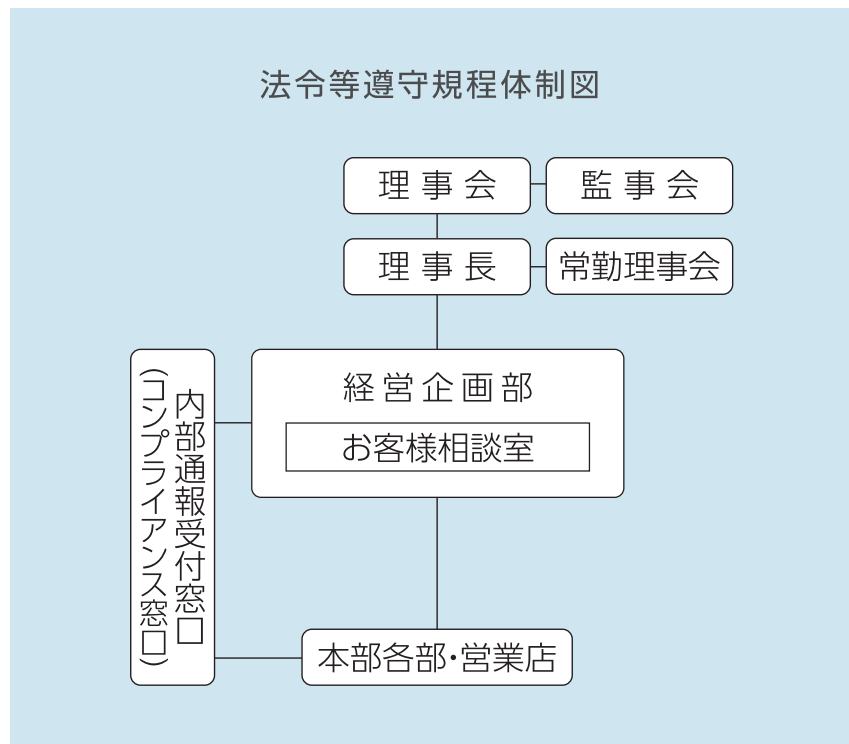 法令等遵守規程体制図
理事会
監事会
理事長
常勤理事会
経営企画部
お客様相談室
内部通報受付窓口
(コンプライアンス窓口)
本部各部・営業店